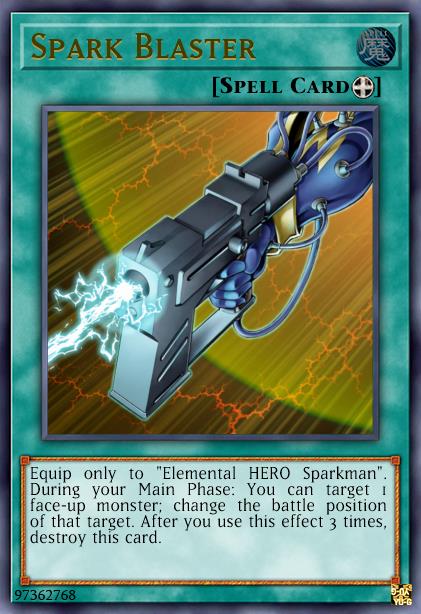 Spark Blaster
魔
[Spell Card]
Equip only to "Elemental HERO Sparkman".
During your Main Phase: You can target 1
face-up monster; change the battle position
of that target. After you use this effect 3 times,
destroy this card.
97362768